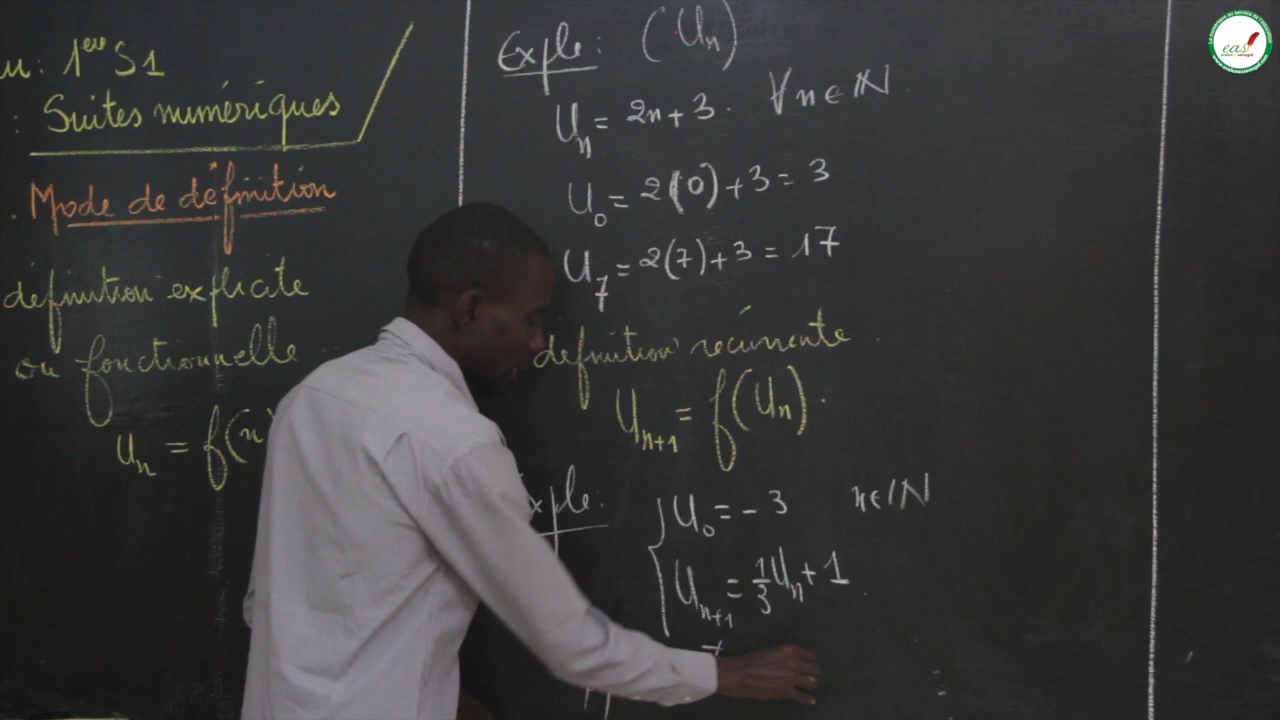 u: 1ère S1
: Suites numériques
. Mode de définition
définition explicite
ou fonctionnelle
Un = f(n
Exple: (Un)
Un = 2n + 3. ∀n ∈ ℕ
U0 = 2(0) + 3 = 3
U7 = 2(7) + 3 = 17
définition récurrente.
Un+1 = f(Un).
xple: { U0 = - 3 n ∈ ℕ
Un+1 = 1/3 Un + 1
easi